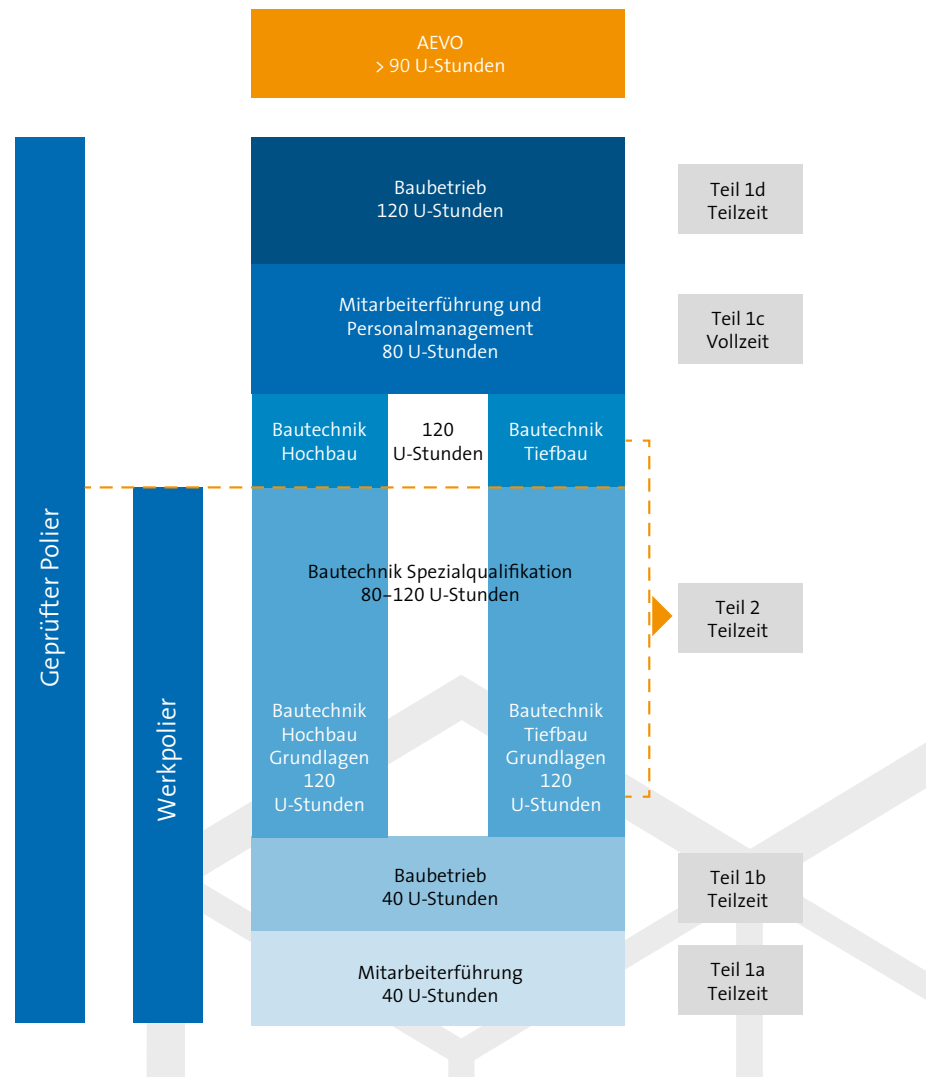 AEVO
> 90 U-Stunden
Baubetrieb
120 U-Stunden
Teil 1d
Teilzeit
Mitarbeiterführung und
Personalmanagement
80 U-Stunden
Teil 1c
Vollzeit
Bautechnik
Hochbau
120
U-Stunden
Bautechnik
Tiefbau
Geprüfter Polier
Werkpolier
Bautechnik Spezialqualifikation
80–120 U-Stunden
Teil 2
Teilzeit
Bautechnik
Hochbau
Grundlagen
120
U-Stunden
Bautechnik
Tiefbau
Grundlagen
120
U-Stunden
Baubetrieb
40 U-Stunden
Teil 1b
Teilzeit
Mitarbeiterführung
40 U-Stunden
Teil 1a
Teilzeit